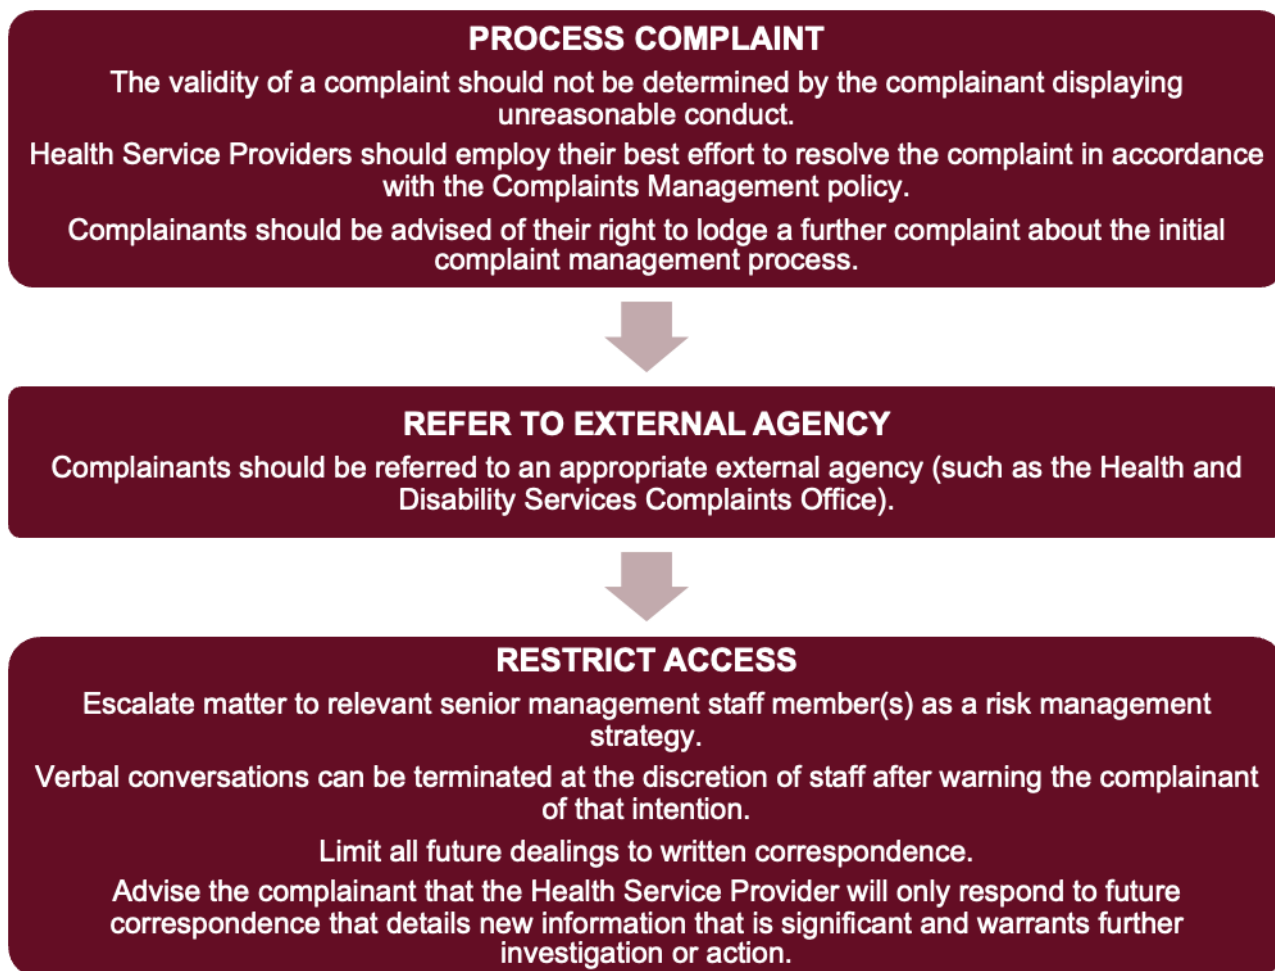 PROCESS COMPLAINT
The validity of a complaint should not be determined by the complainant displaying
unreasonable conduct.
Health Service Providers should employ their best effort to resolve the complaint in accordance
with the Complaints Management policy.
Complainants should be advised of their right to lodge a further complaint about the initial
complaint management process.
REFER TO EXTERNAL AGENCY
Complainants should be referred to an appropriate external agency (such as the Health and
Disability Services Complaints Office).
RESTRICT ACCESS
Escalate matter to relevant senior management staff member(s) as a risk management
strategy.
Verbal conversations can be terminated at the discretion of staff after warning the complainant
of that intention.
Limit all future dealings to written correspondence.
Advise the complainant that the Health Service Provider will only respond to future
correspondence that details new information that is significant and warrants further
investigation or action.